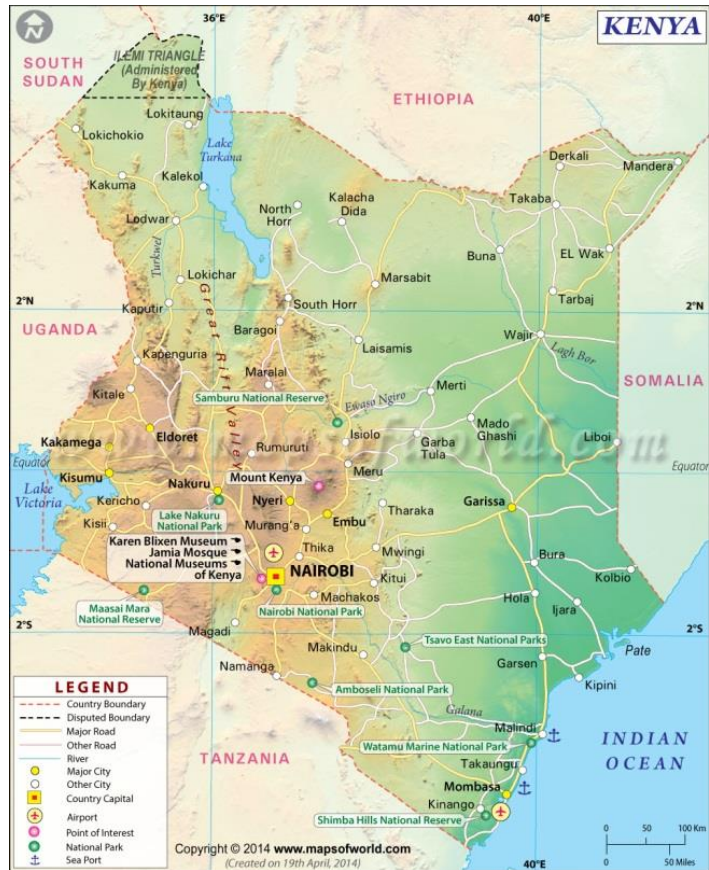 KENYA
36°E
40°E
SOUTH
SUDAN
ILEMI TRIANGLE
(Administered
By Kenya)
ETHIOPIA
Lokitaung
Lokichokio
Lake
Turkana
Derkali
Mandera
Kakuma
Kalekol
Kalacha
Dida
North
Horr
Takaba
Lodwar
Buna
EL Wak
Turkwel
Lokichar
Marsabit
Tarbaj
2°N
2°N
Kaputir
South Horr
Great Rift Valley
Baragoi
UGANDA
Wajir
Laisamis
Lagh Bor
Kapenguria
Maralal
SOMALIA
Kitale
Samburu National Reserve
Ewaso Ngiro
Merti
Eldoret
Mado
Ghashi
Kakamega
www.mapsofworld.com
Rumuruti
Isiolo
Garba
Tula
Liboi
Equator
Equator
Kisumu
Meru
Lake
Victoria
Nakuru
Mount Kenya
Kericho
Nyeri
Tharaka
Garissa
Lake Nakuru
National Park
Embu
Kisii
Murang'a
Karen Blixen Museum
Jamia Mosque
National Museums
of Kenya
Thika
Mwingi
Bura
NAIROBI
Kitui
Kolbio
Maasai Mara
National Reserve
Nairobi National Park
Machakos
Hola
Ijara
2°S
2°S
Magadi
Tsavo East National Parks
Makindu
Garsen
Pate
Namanga
Kipini
Amboseli National Park
Galana
Malindi
TANZANIA
Watamu Marine National Park
INDIAN
OCEAN
Takaungu
Mombasa
Kinango
Shimba Hills National Reserve
LEGEND
Country Boundary
Disputed Boundary
Major Road
Other Road
River
Major City
Other City
Country Capital
Airport
Point of Interest
National Park
Sea Port
Copyright © 2014 www.mapsofworld.com
(Created on 19th April, 2014)
0 50 100 Km
0 50 Miles
40°E